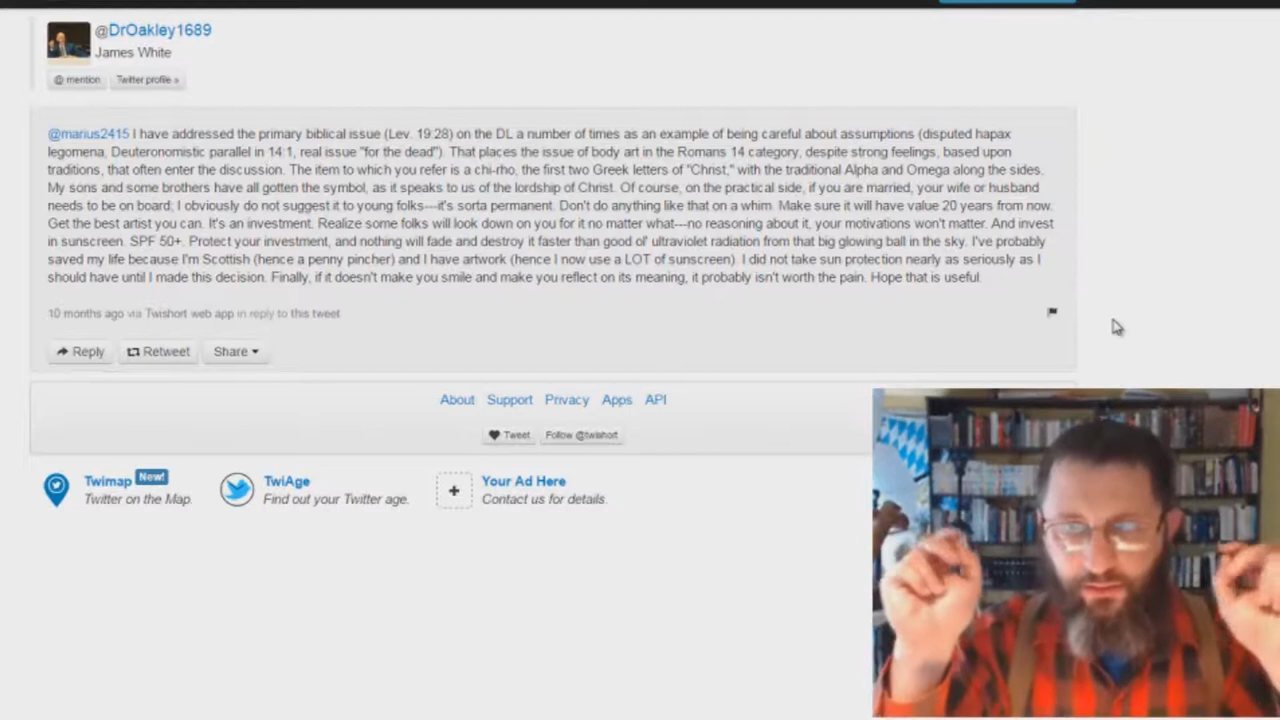 @DrOakley1689
James White
@ mention Twitter profile »
@marius2415 I have addressed the primary biblical issue (Lev. 19:28) on the DL a number of times as an example of being careful about assumptions (disputed hapax
legomena, Deuteronomistic parallel in 14:1, real issue "for the dead"). That places the issue of body art in the Romans 14 category, despite strong feelings, based upon
traditions, that often enter the discussion. The item to which you refer is a chi-rho, the first two Greek letters of "Christ," with the traditional Alpha and Omega along the sides.
My sons and some brothers have all gotten the symbol, as it speaks to us of the lordship of Christ. Of course, on the practical side, if you are married, your wife or husband
needs to be on board; I obviously do not suggest it to young folks---it's sorta permanent. Don't do anything like that on a whim. Make sure it will have value 20 years from now.
Get the best artist you can. It's an investment. Realize some folks will look down on you for it no matter what---no reasoning about it, your motivations won't matter. And invest
in sunscreen. SPF 50+. Protect your investment, and nothing will fade and destroy it faster than good ol' ultraviolet radiation from that big glowing ball in the sky. I've probably
saved my life because I'm Scottish (hence a penny pincher) and I have artwork (hence I now use a LOT of sunscreen). I did not take sun protection nearly as seriously as I
should have until I made this decision. Finally, if it doesn't make you smile and make you reflect on its meaning, it probably isn't worth the pain. Hope that is useful.
10 months ago via Twishort web app in reply to this tweet
Reply Retweet Share
About Support Privacy Apps API
Tweet Follow @twishort
Twimap New!
Twitter on the Map.
TwiAge
Find out your Twitter age.
Your Ad Here
Contact us for details.